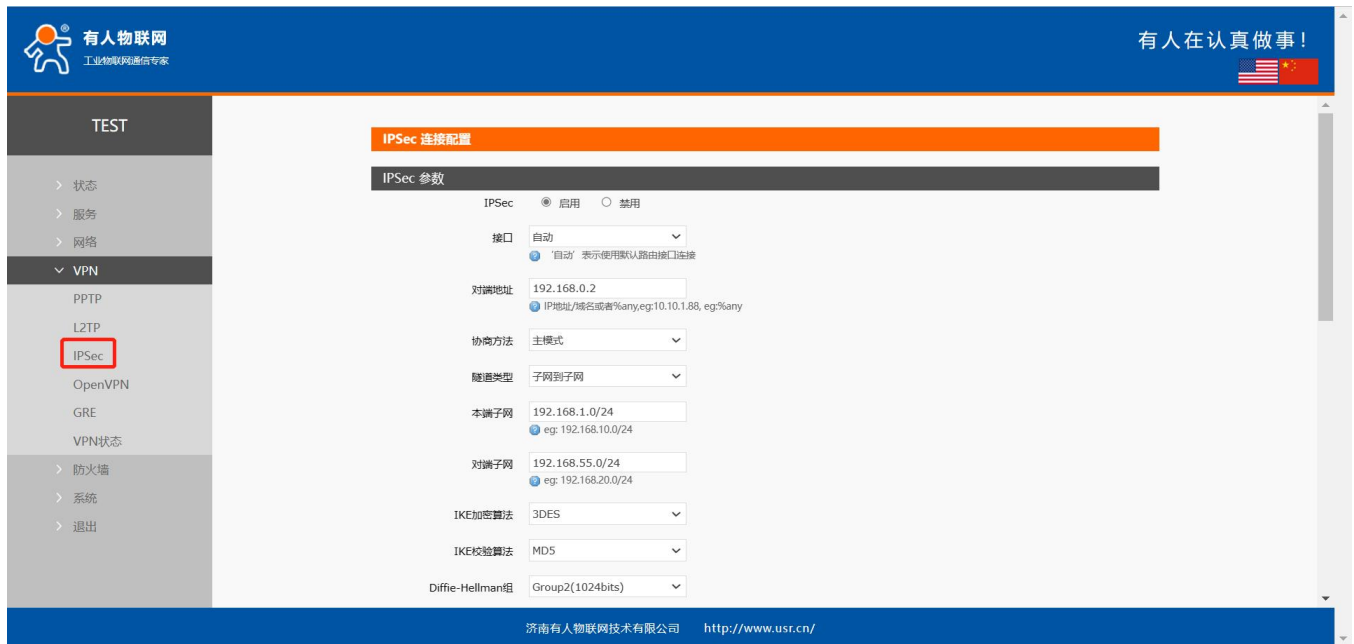 有人物联网
工业物联网通信专家
有人在认真做事！
TEST
状态
服务
网络
VPN
PPTP
L2TP
IPSec
OpenVPN
GRE
VPN状态
防火墙
系统
退出
IPSec 连接配置
IPSec 参数
IPSec 启用 禁用
接口 自动
'自动' 表示使用默认路由接口连接
对端地址 192.168.0.2
IP地址/域名或者%any,eg:10.10.1.88, eg:%any
协商方法 主模式
隧道类型 子网到子网
本端子网 192.168.1.0/24
eg: 192.168.10.0/24
对端子网 192.168.55.0/24
eg: 192.168.20.0/24
IKE加密算法 3DES
IKE校验算法 MD5
Diffie-Hellman组 Group2(1024bits)
济南有人物联网技术有限公司 http://www.usr.cn/